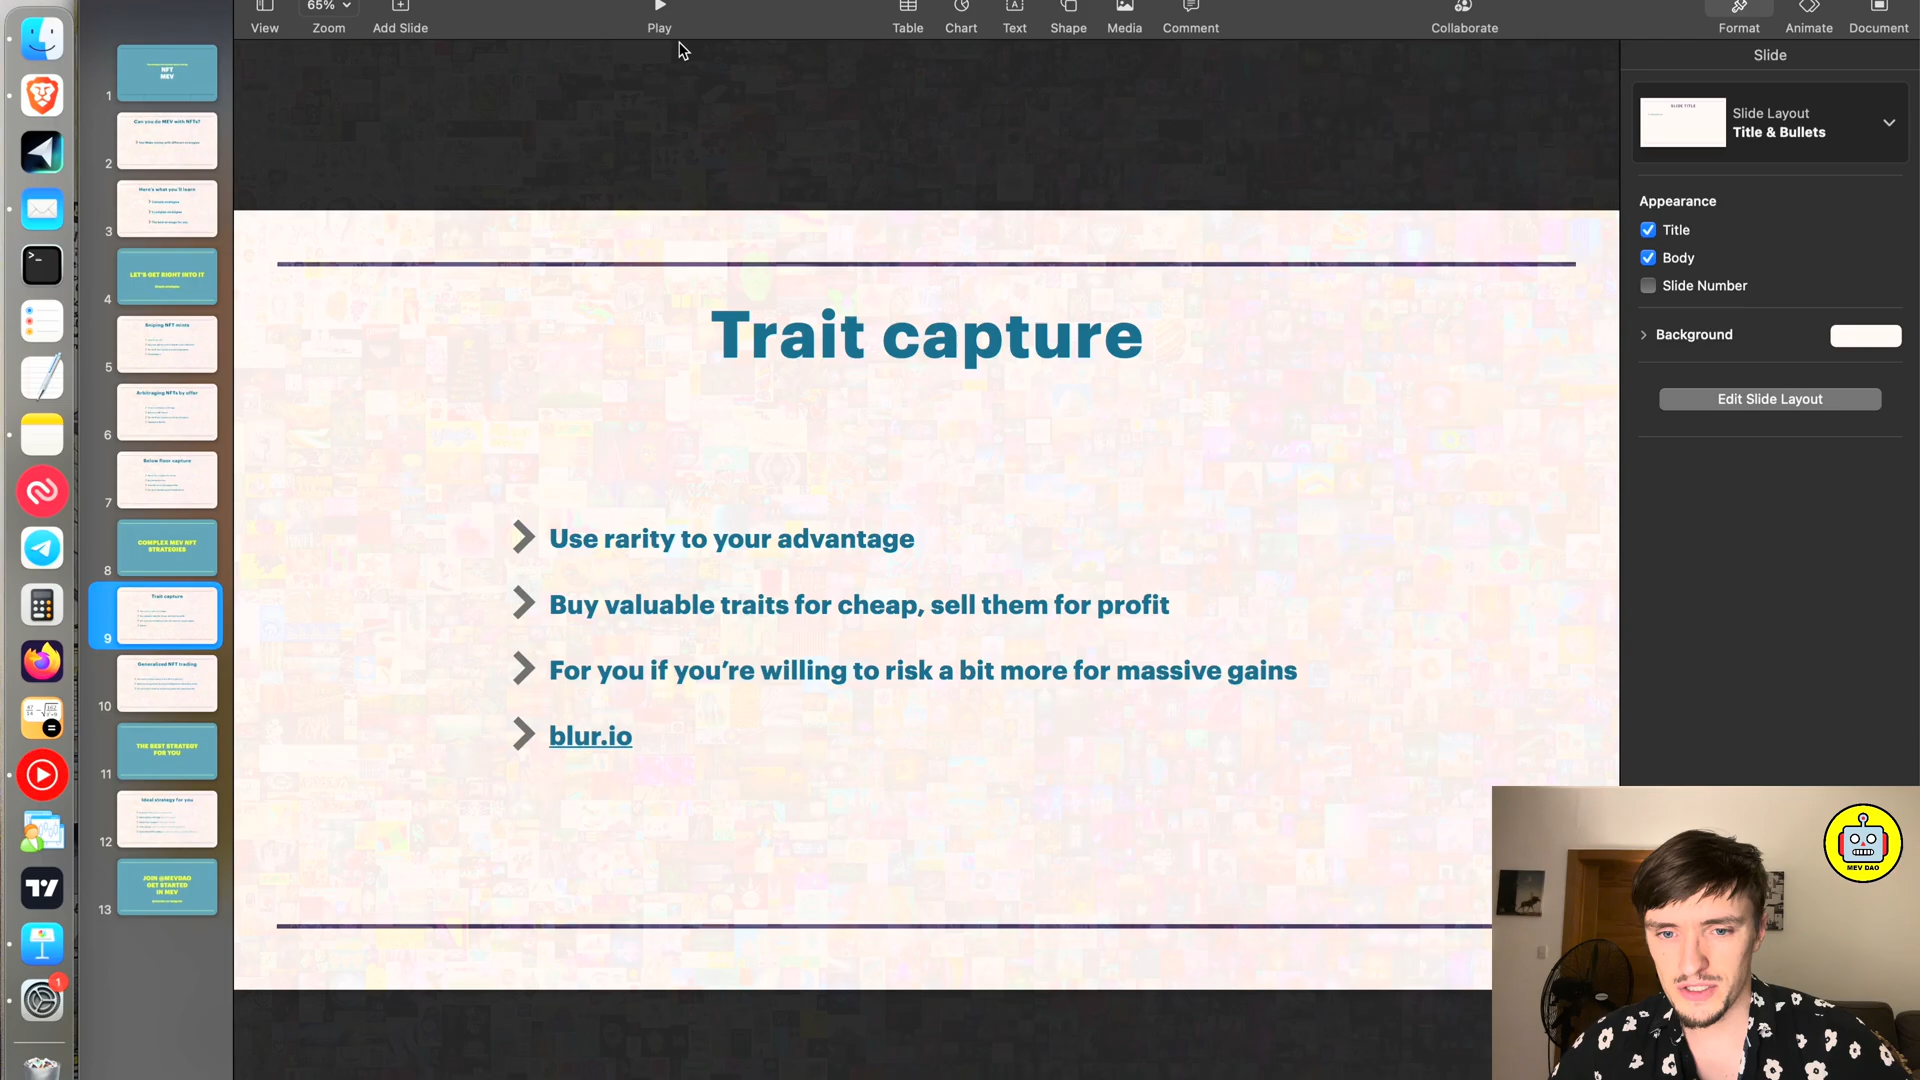 65%
View
Zoom
Add Slide
Play
Table
Chart
Text
Shape
Media
Comment
Collaborate
Format
Animate
Document
NFT
MEV
1
Can you do MEV with NFTs?
2
Here's what you'll learn
3
LET'S GET RIGHT INTO IT
4
Sniping NFT mints
5
Arbitraging NFTs by offer
6
Below floor capture
7
COMPLEX MEV NFT
STRATEGIES
8
Trait capture
9
Generalized NFT trading
10
THE BEST STRATEGY
FOR YOU
11
Ideal strategy for you
12
JOIN @MEVDAO
GET STARTED
IN MEV
13
Trait capture
Use rarity to your advantage
Buy valuable traits for cheap, sell them for profit
For you if you’re willing to risk a bit more for massive gains
blur.io
Slide
SLIDE TITLE
Slide Layout
Title & Bullets
Appearance
Title
Body
Slide Number
Background
Edit Slide Layout
MEV DAO
1